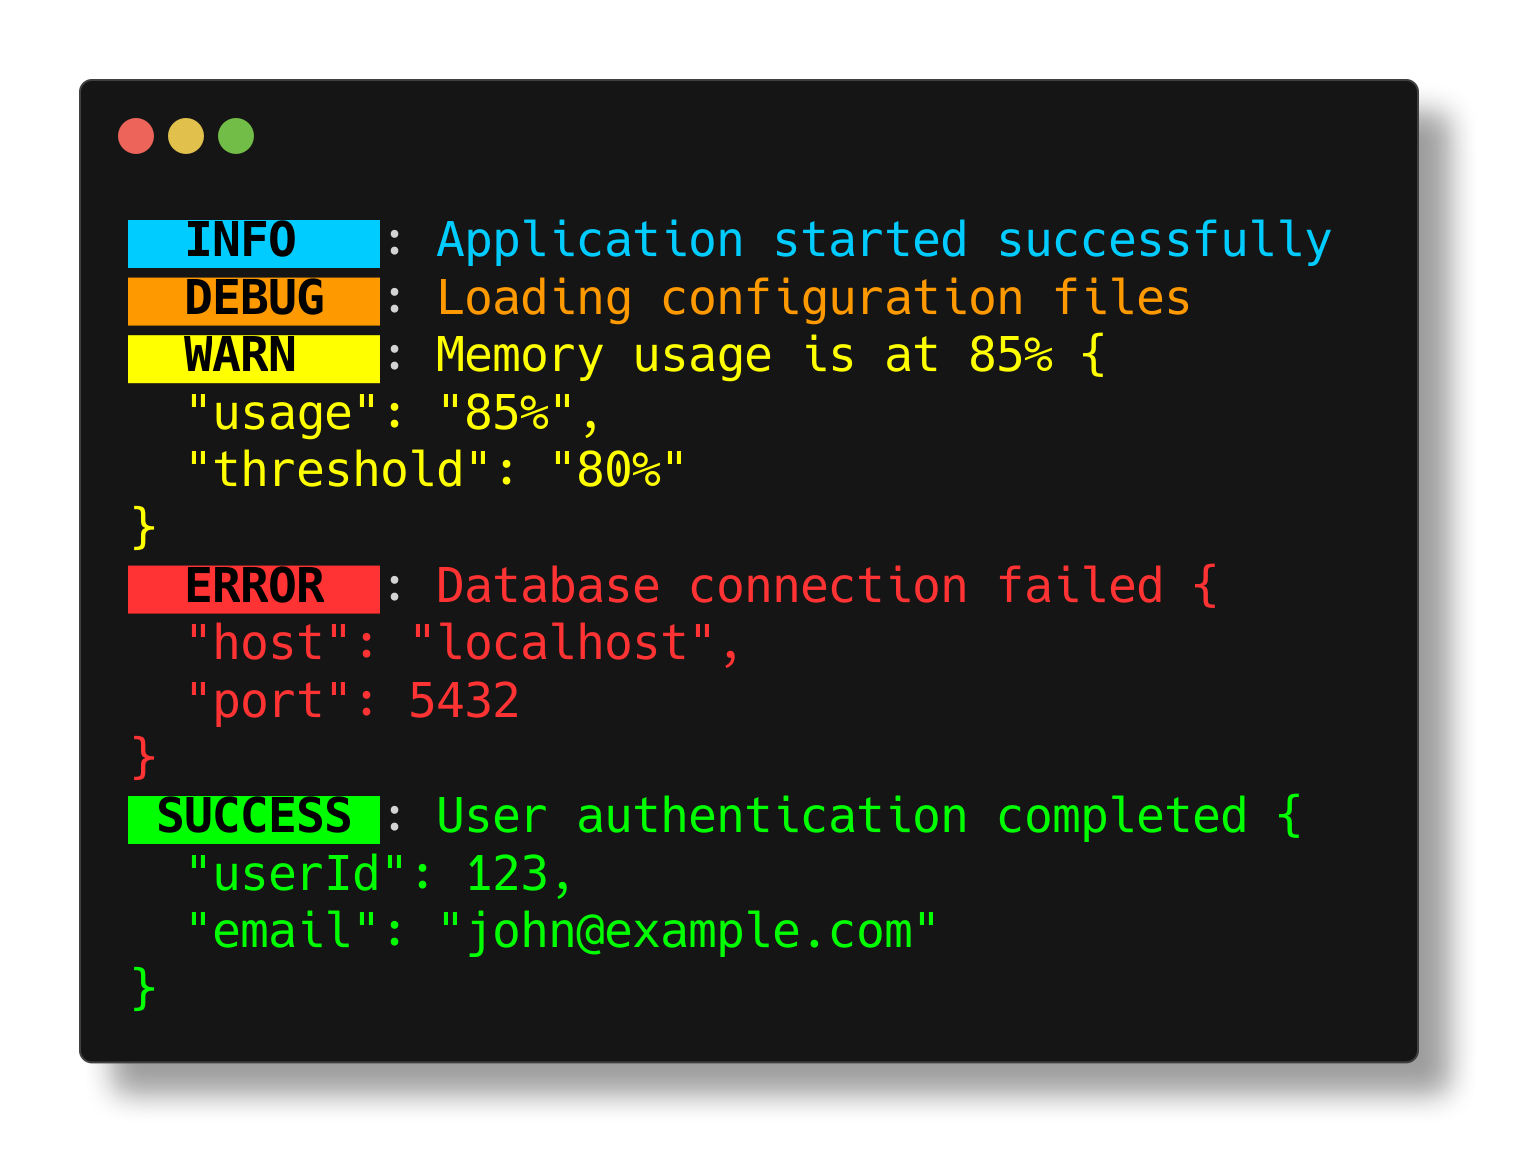 INFO : Application started successfully
DEBUG : Loading configuration files
WARN : Memory usage is at 85% {
  "usage": "85%",
  "threshold": "80%"
}
ERROR : Database connection failed {
  "host": "localhost",
  "port": 5432
}
SUCCESS : User authentication completed {
  "userId": 123,
  "email": "john@example.com"
}